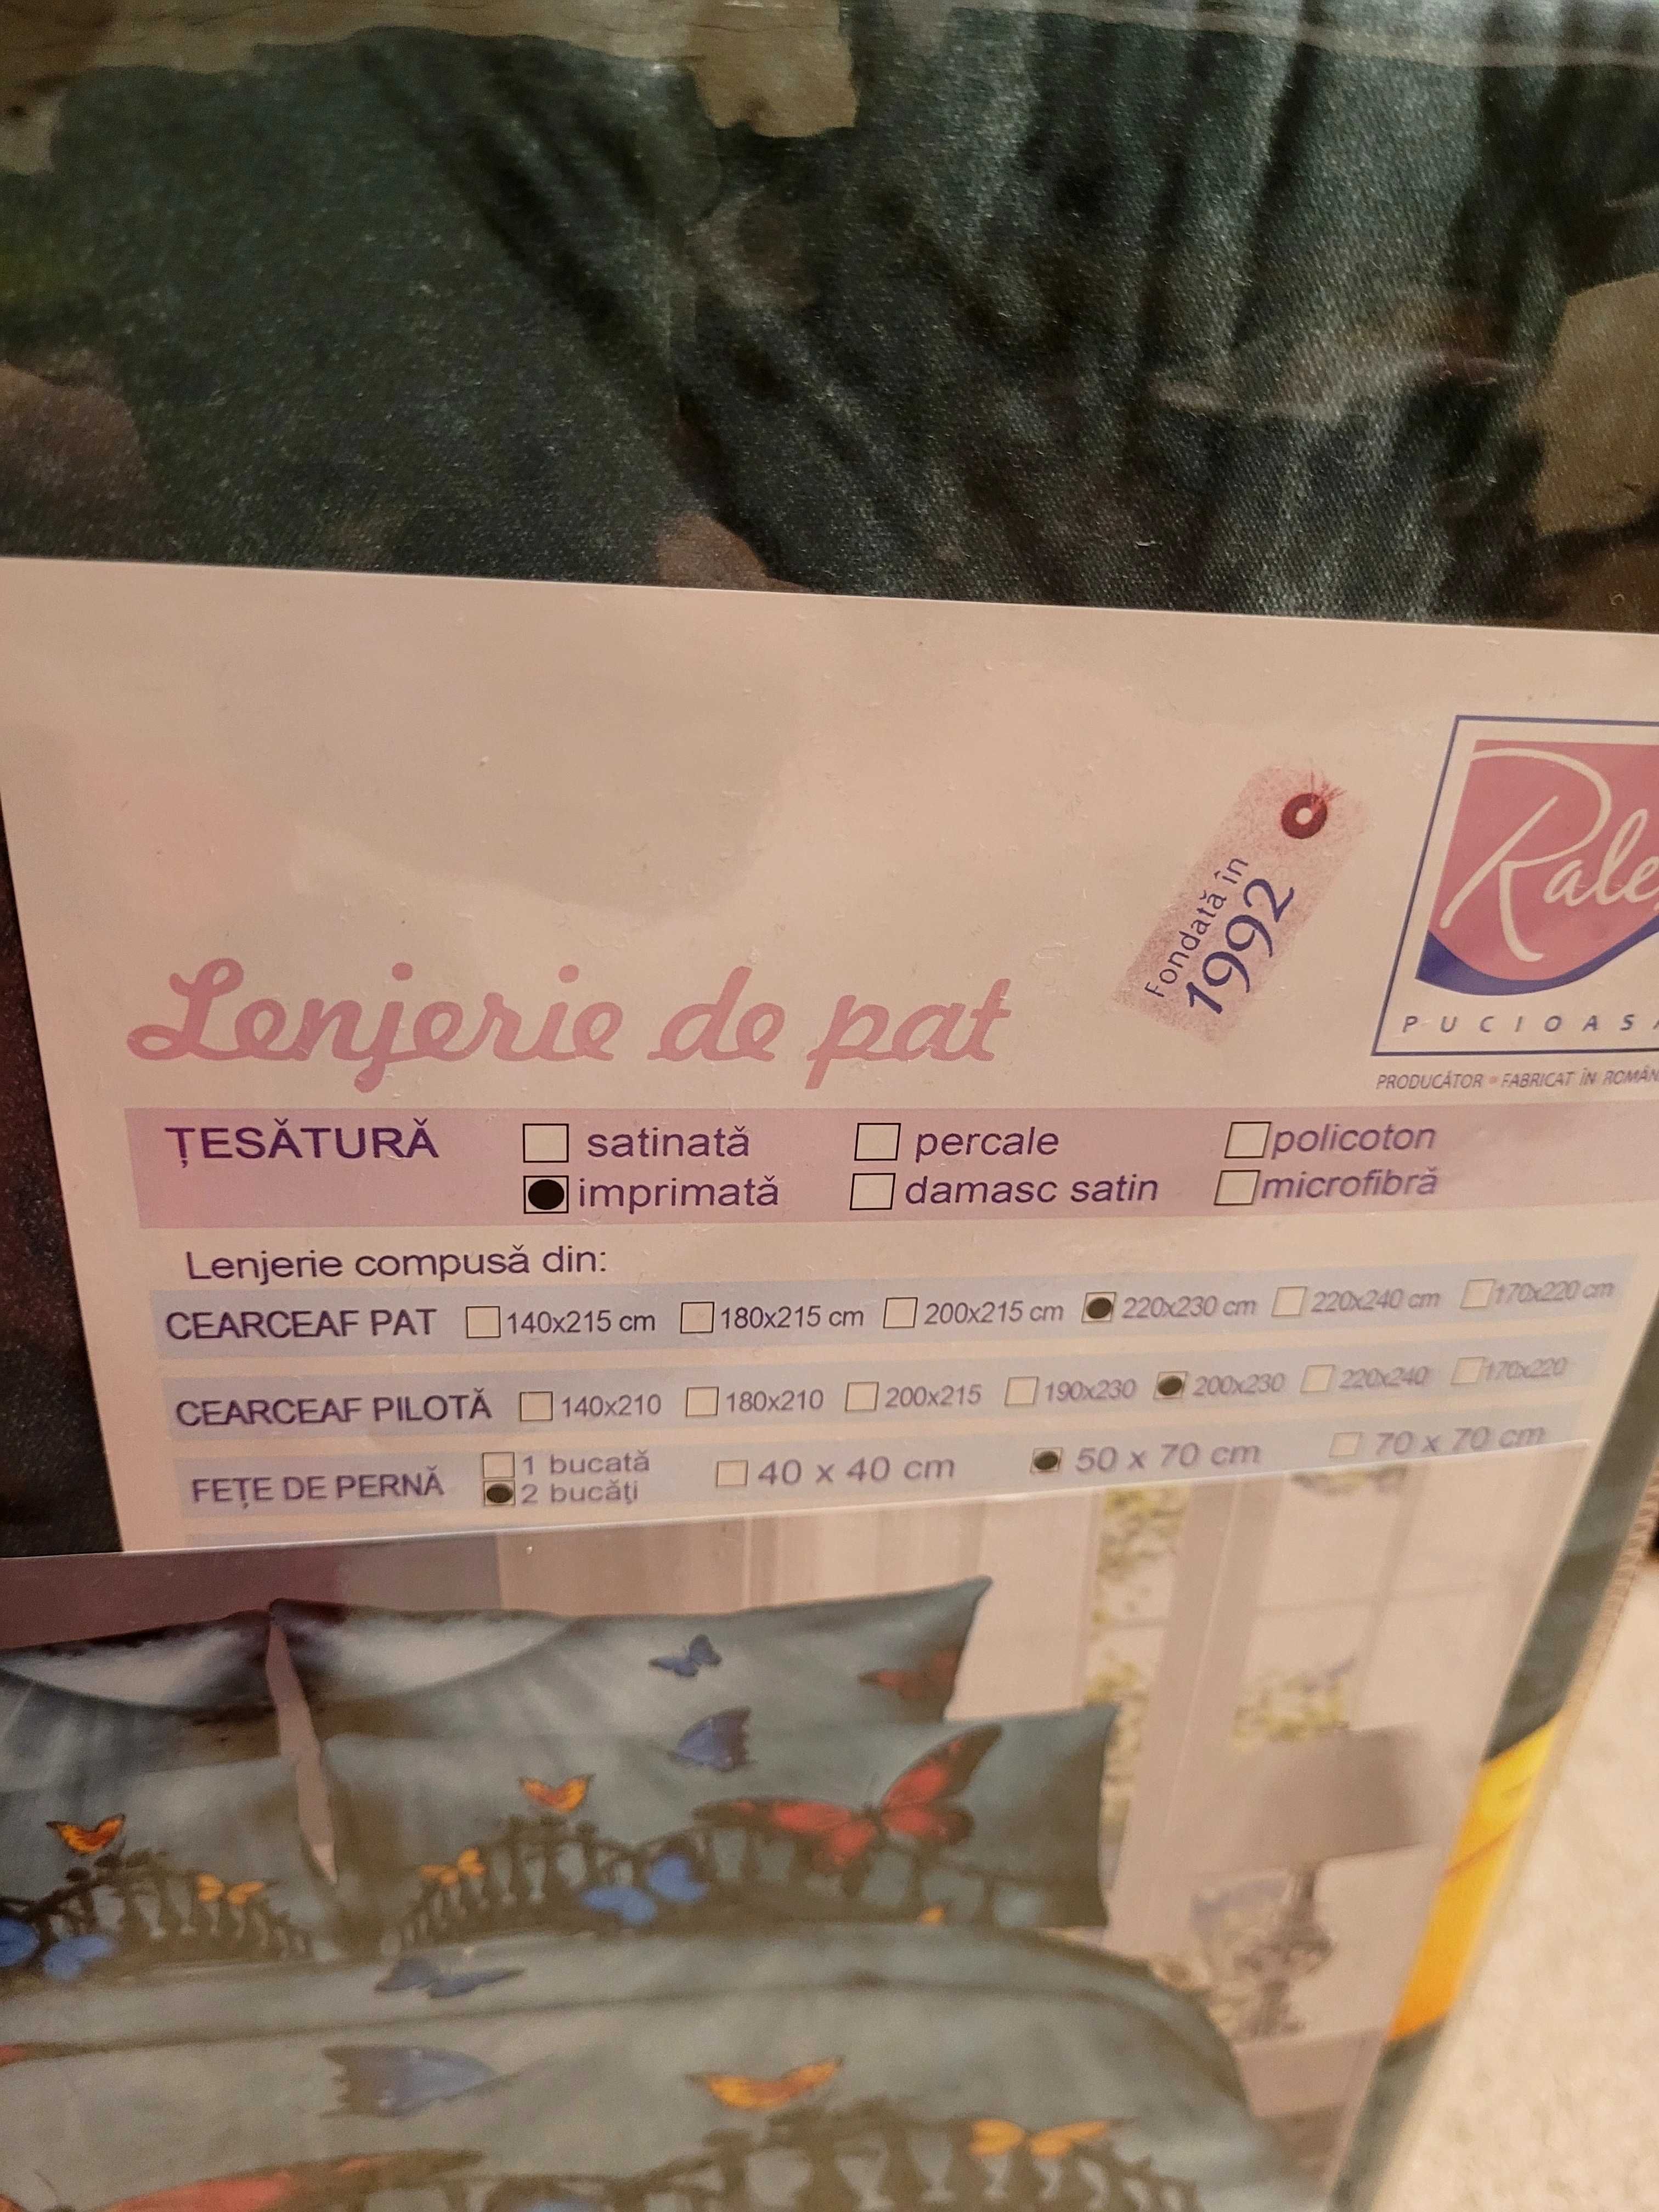 Fondată în
1992
PUCIOASA
PRODUCĂTOR • FABRICAT ÎN
Lenjerie de pat
ȚESĂTURĂ satinată percale policoton
imprimată damasc satin microfibră
Lenjerie compusă din:
CEARCEAF PAT 140x215 cm 180x215 cm 200x215 cm 220x230 cm 220x240 cm 170x220 cm
CEARCEAF PILOTĂ 140x210 180x210 200x215 190x230 200x230 220x240 170x220
FEȚE DE PERNĂ 1 bucată 40 x 40 cm 50 x 70 cm 70 x 70 cm
2 bucăți